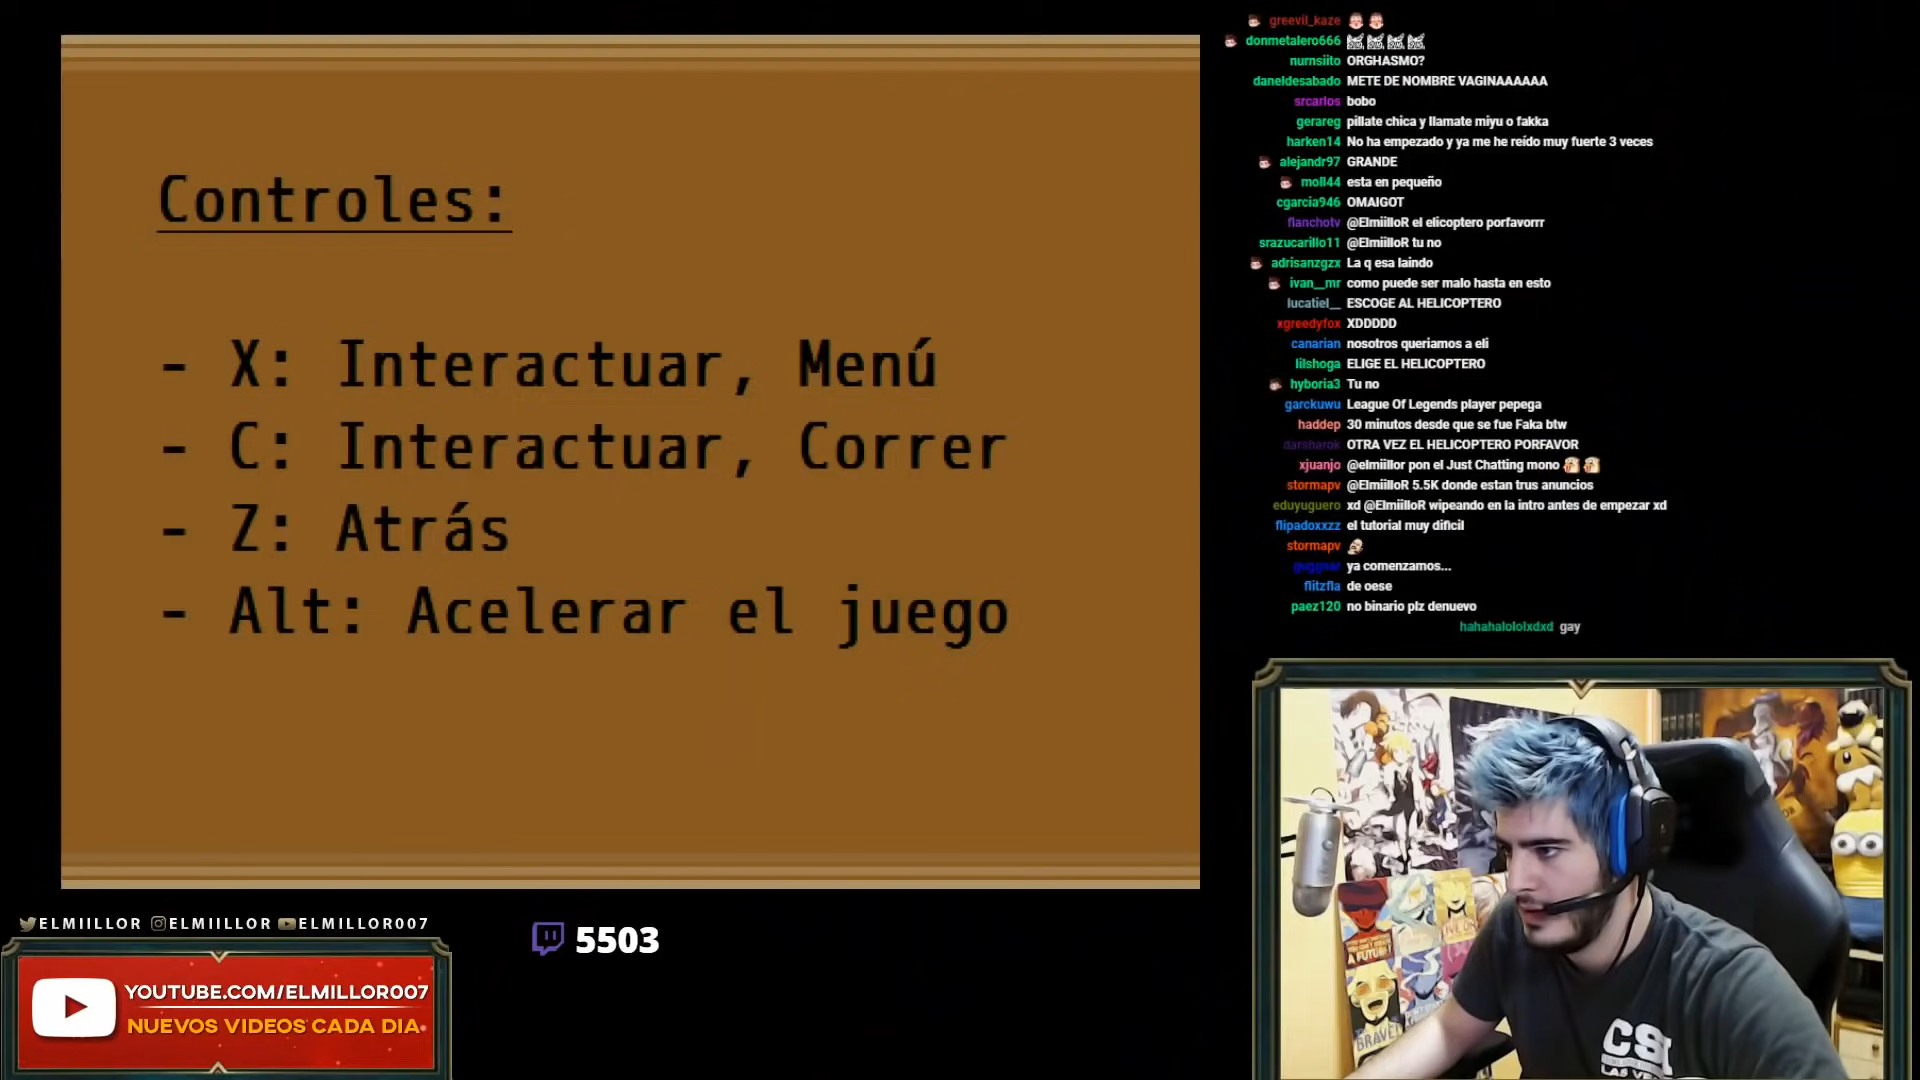 Controles:
- X: Interactuar, Menú
- C: Interactuar, Correr
- Z: Atrás
- Alt: Acelerar el juego
greevil_kaze
donmetalero666
nurnsiito ORGHASMO?
daneldesabado METE DE NOMBRE VAGINAAAAAA
srcarlos bobo
gerareg pillate chica y llamate miyu o fakka
harken14 No ha empezado y ya me he reído muy fuerte 3 veces
alejandr97 GRANDE
moll44 esta en pequeño
cgarcia946 OMAIGOT
flanchotv @ElmiilloR el elicoptero porfavorrr
srazucarillo11 @ElmiilloR tu no
adrisanzgzx La q esa laindo
ivan__mr como puede ser malo hasta en esto
lucatiel__ ESCOGE AL HELICOPTERO
xgreedyfox XDDDDD
canarian nosotros queriamos a eli
lilshoga ELIGE EL HELICOPTERO
hyboria3 Tu no
garckuwu League Of Legends player pepega
haddep 30 minutos desde que se fue Faka btw
darsharok OTRA VEZ EL HELICOPTERO PORFAVOR
xjuanjo @elmiillor pon el Just Chatting mono
stormapv @ElmiilloR 5.5K donde estan trus anuncios
eduyuguero xd @ElmiilloR wipeando en la intro antes de empezar xd
flipadoxxzz el tutorial muy dificil
stormapv
ya comenzamos...
flitzfla de oese
paez120 no binario plz denuevo
hahahalololxdxd gay
ELMIILLOR ELMIILLOR ELMILLOR007
5503
YOUTUBE.COM/ELMILLOR007
NUEVOS VIDEOS CADA DIA
A FUTURE
BRAVE
CSI
LAS VE